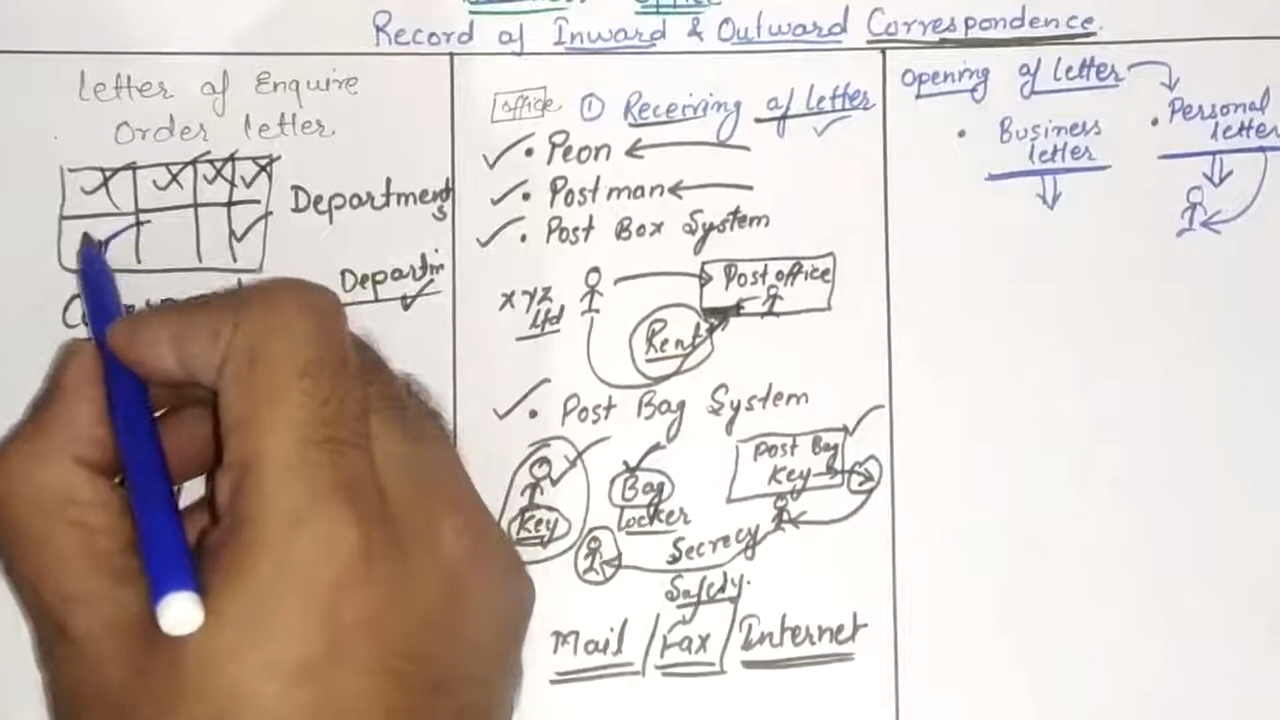 Record of Inward & Outward Correspondence.
Letter of Enquire
Order letter.
Departments
office ① Receiving of letter
• Peon
• Postman
• Post Box System
xyz
Ltd
Post office
Rent
• Post Bag System
Key
Bag
Locker
Post Bag
Key
Secrecy
Safety.
Mail / Fax / Internet
Opening of letter
• Business
letter
• Personal
letter